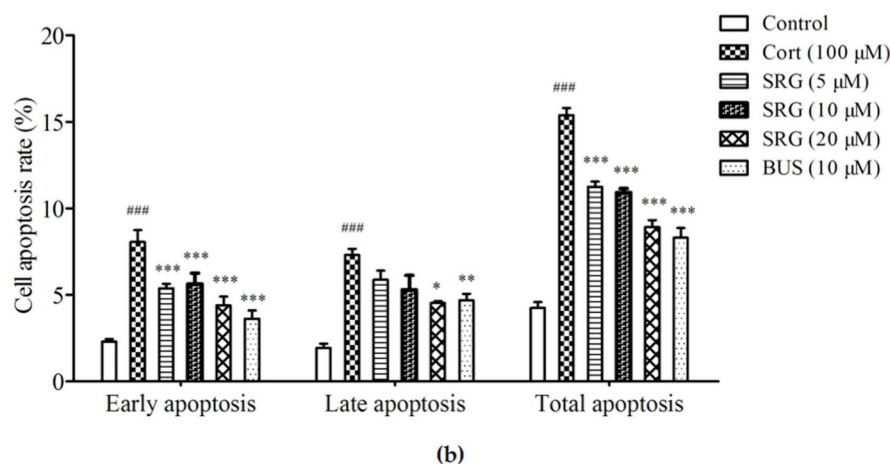 Cell apoptosis rate (%)
20
15
10
5
0
###
***
***
***
***
###
*
**
###
***
***
***
***
Early apoptosis
Late apoptosis
Total apoptosis
Control
Cort (100 μM)
SRG (5 μM)
SRG (10 μM)
SRG (20 μM)
BUS (10 μM)
(b)